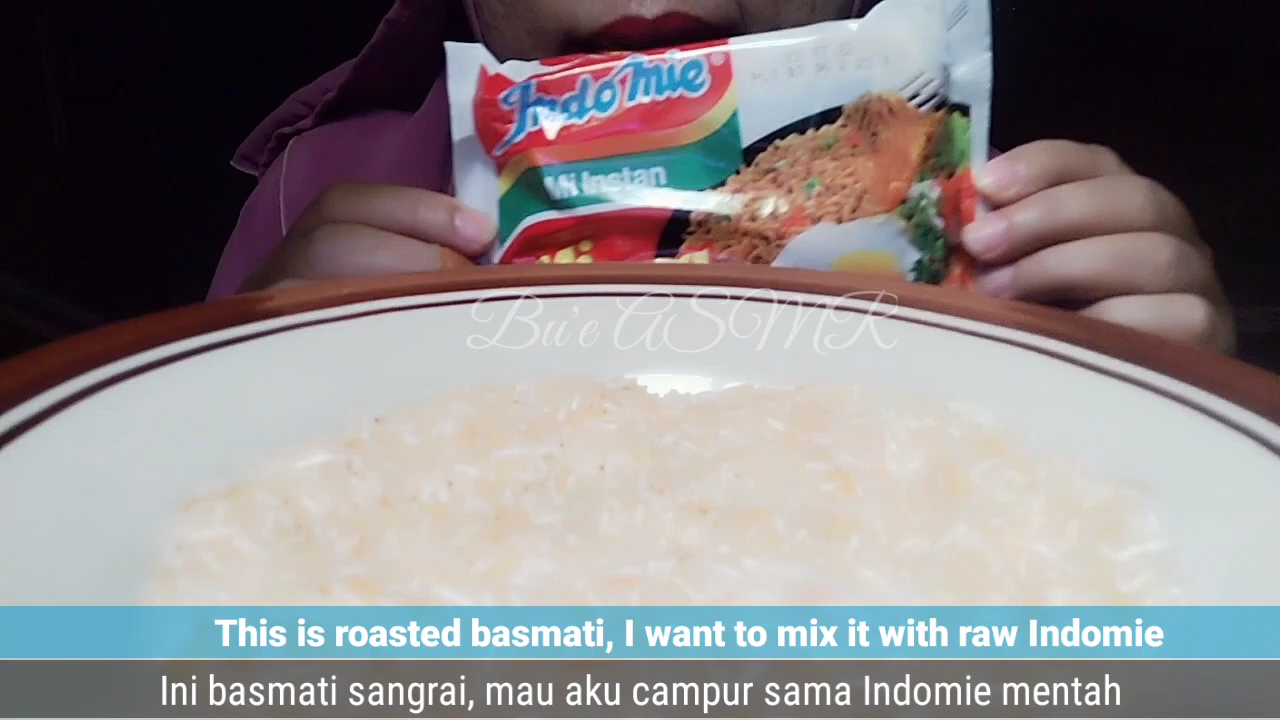 Indomie
Mi Instan
Bu'e ASMR
This is roasted basmati, I want to mix it with raw Indomie
Ini basmati sangrai, mau aku campur sama Indomie mentah